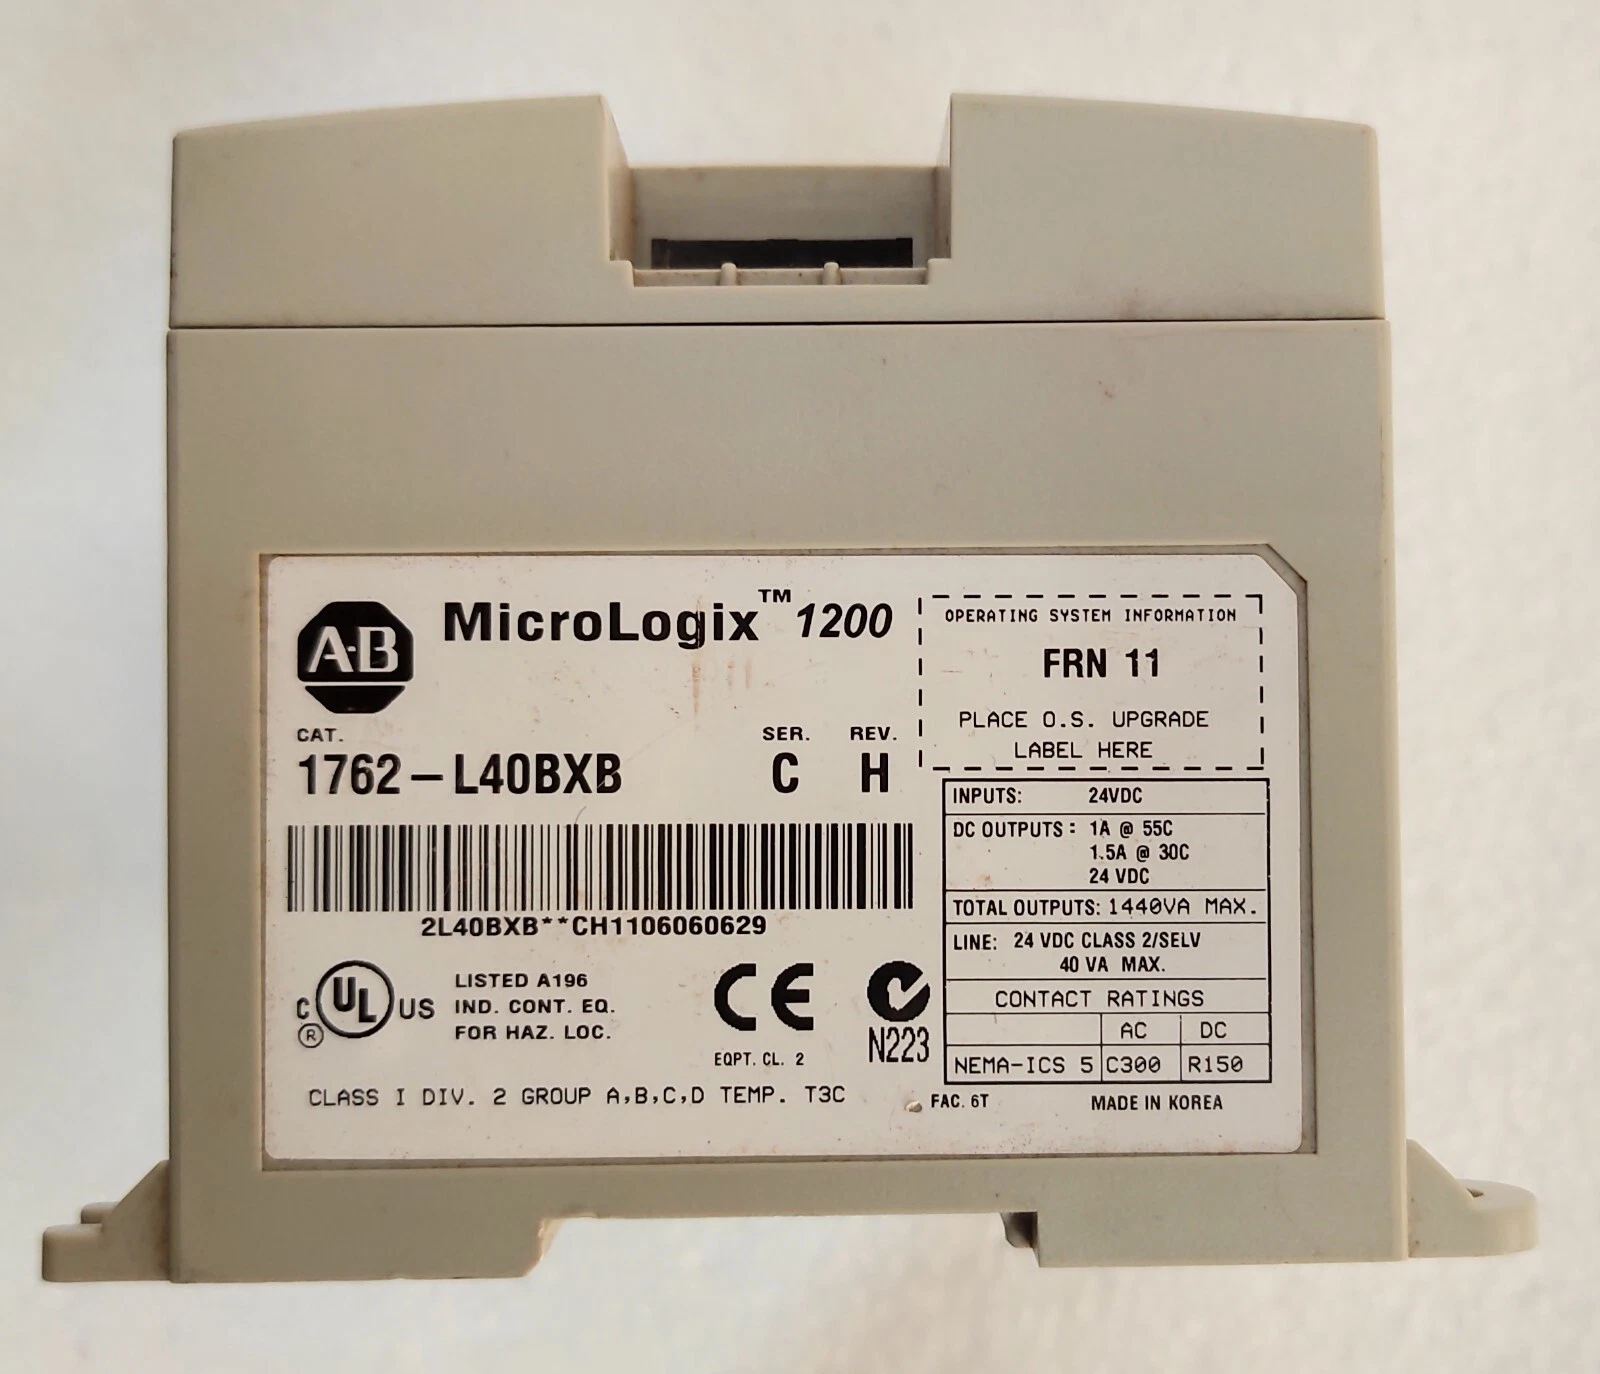 A-B
MicroLogix™ 1200
CAT.
SER.
REV.
1762-L40BXB
C
H
2L40BXB**CH1106060629
C UL US
®
LISTED A196
IND. CONT. EQ.
FOR HAZ. LOC.
CE
EQPT. CL. 2
N223
CLASS I DIV. 2 GROUP A,B,C,D TEMP. T3C
OPERATING SYSTEM INFORMATION
FRN 11
PLACE O.S. UPGRADE
LABEL HERE
INPUTS: 24VDC
DC OUTPUTS: 1A @ 55C
1.5A @ 30C
24 VDC
TOTAL OUTPUTS: 1440VA MAX.
LINE: 24 VDC CLASS 2/SELV
40 VA MAX.
CONTACT RATINGS
AC DC
NEMA-ICS 5 C300 R150
FAC. 6T
MADE IN KOREA